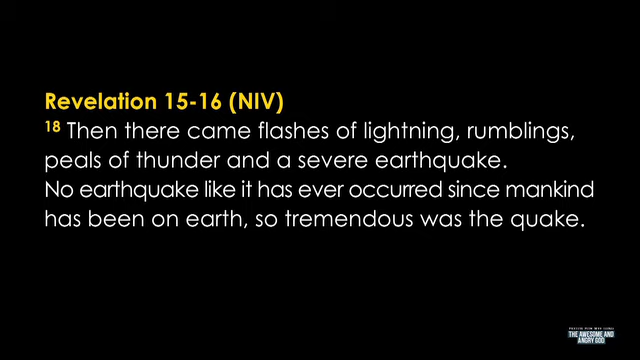 Revelation 15-16 (NIV)
18 Then there came flashes of lightning, rumblings,
peals of thunder and a severe earthquake.
No earthquake like it has ever occurred since mankind
has been on earth, so tremendous was the quake.
THE AWESOME AND
ANGRY GOD